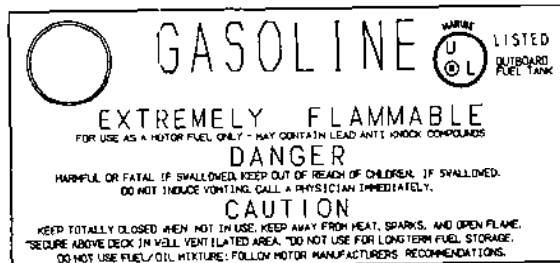 GASOLINE
MARINE
U L
LISTED
OUTBOARD
FUEL TANK
EXTREMELY FLAMMABLE
FOR USE AS A MOTOR FUEL ONLY - MAY CONTAIN LEAD ANTI KNOCK COMPOUNDS
DANGER
HARMFUL OR FATAL IF SWALLOWED. KEEP OUT OF REACH OF CHILDREN. IF SWALLOWED.
DO NOT INDUCE VOMITING. CALL A PHYSICIAN IMMEDIATELY.
CAUTION
KEEP TOTALLY CLOSED WHEN NOT IN USE. KEEP AWAY FROM HEAT, SPARKS, AND OPEN FLAME.
"SECURE ABOVE DECK IN WELL VENTILATED AREA. "DO NOT USE FOR LONGTERM FUEL STORAGE.
DO NOT USE FUEL/OIL MIXTURE: FOLLOW MOTOR MANUFACTURERS RECOMMENDATIONS.